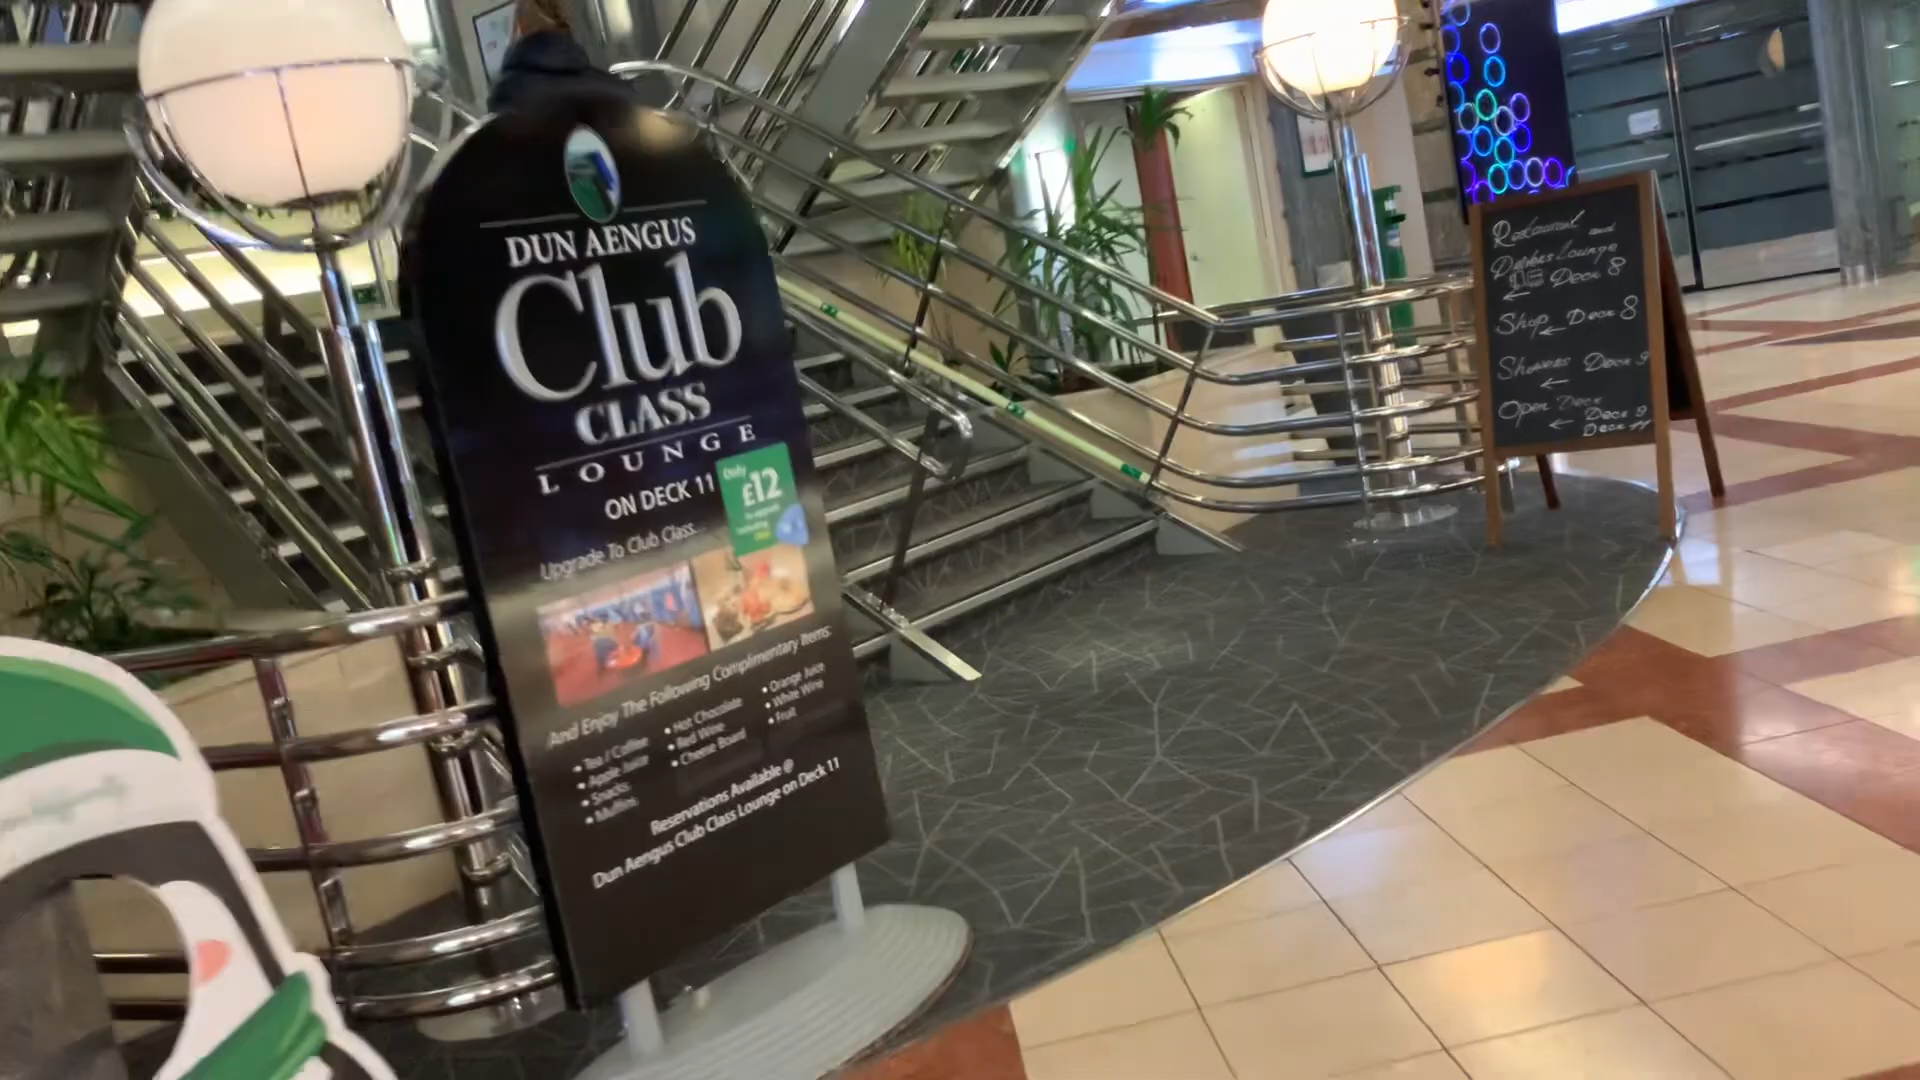 DUN AENGUS
Club
CLASS
LOUNGE
ON DECK 11
Only
£12
Upgrade To Club Class...
And Enjoy The Following Complimentary Items:
• Tea / Coffee
• Apple Juice
• Snacks
• Muffins
• Hot Chocolate
• Red Wine
• Cheese Board
• Orange Juice
• White Wine
• Fruit
Reservations Available @
Dun Aengus Club Class Lounge on Deck 11
Restaurant and
Lounge
← Deck 8
Shop ← Deck 8
Showers Deck 9
←
Open Deck
← Deck 9
Deck 11